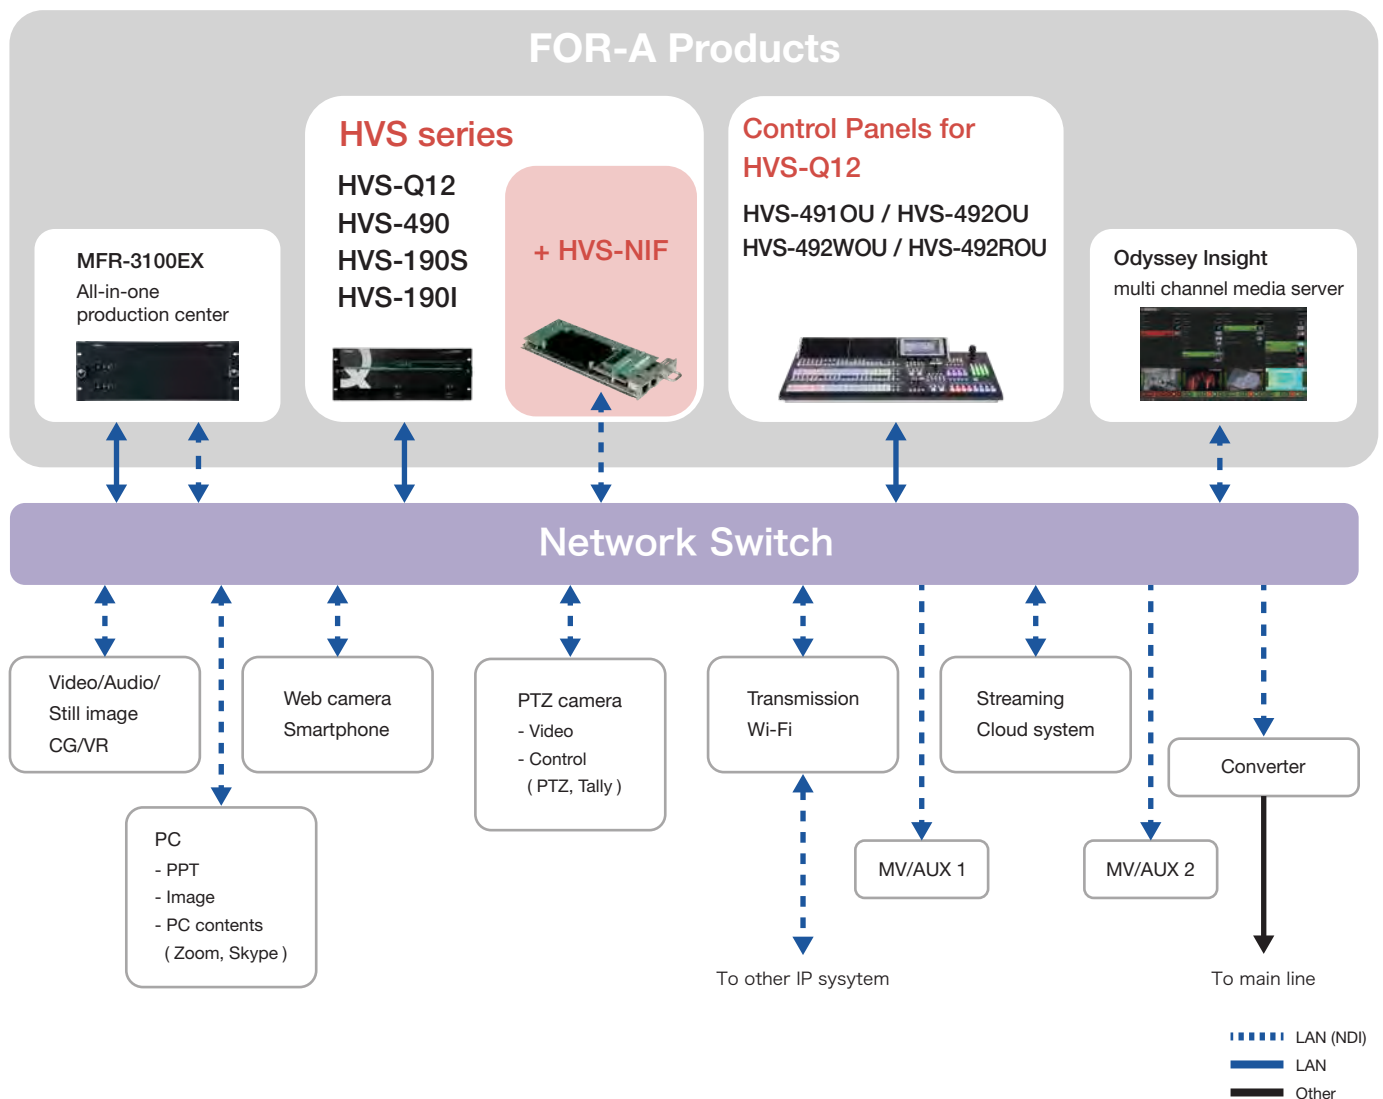 FOR-A Products
HVS series
HVS-Q12
HVS-490
HVS-190S
HVS-190I
+ HVS-NIF
Control Panels for
HVS-Q12
HVS-491OU / HVS-492OU
HVS-492WOU / HVS-492ROU
MFR-3100EX
All-in-one
production center
Odyssey Insight
multi channel media server
Network Switch
Video/Audio/
Still image
CG/VR
Web camera
Smartphone
PTZ camera
- Video
- Control
( PTZ, Tally )
Transmission
Wi-Fi
Streaming
Cloud system
Converter
PC
- PPT
- Image
- PC contents
( Zoom, Skype )
MV/AUX 1
MV/AUX 2
To other IP sysytem
To main line
LAN (NDI)
LAN
Other